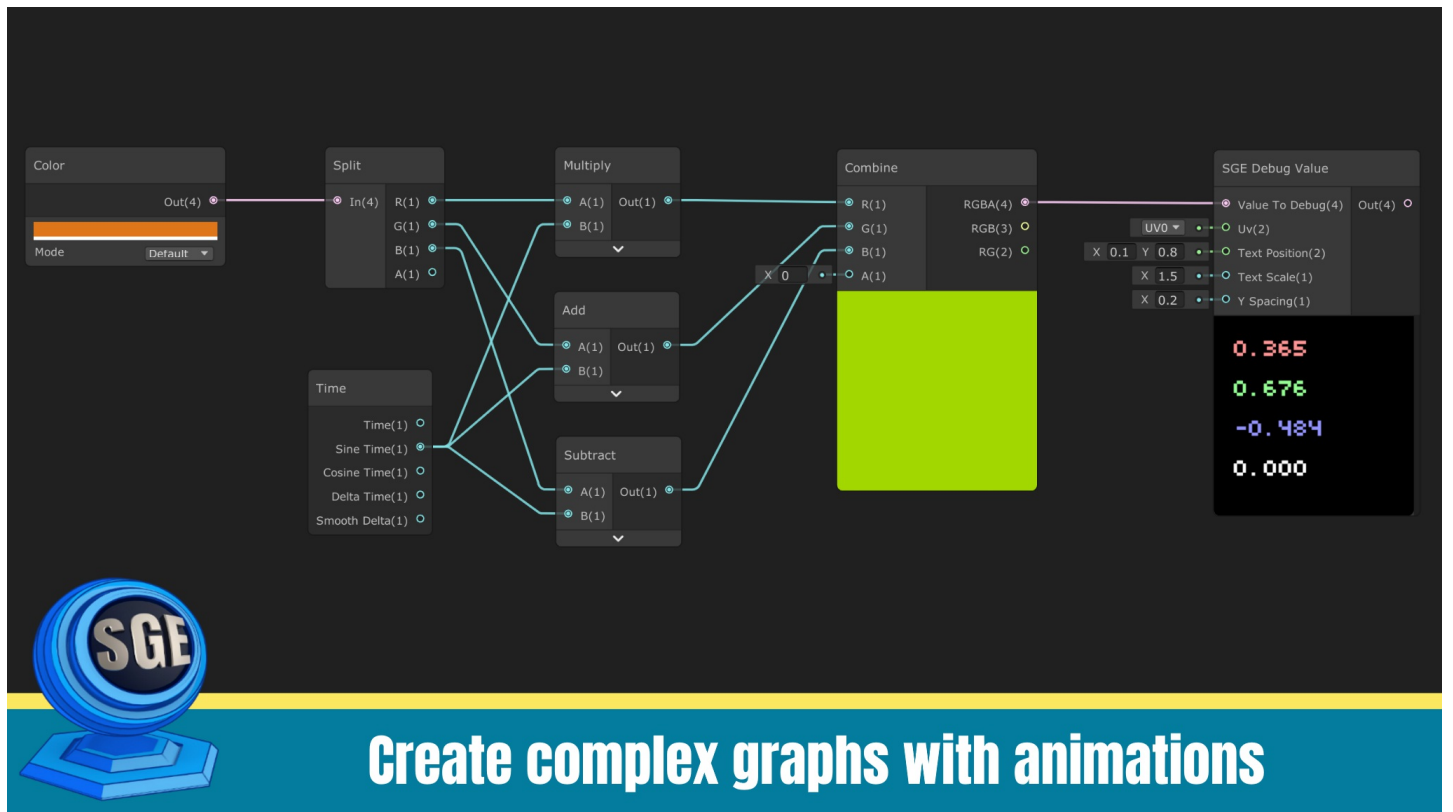 Color
Out(4)
Mode
Default
Split
In(4)
R(1)
G(1)
B(1)
A(1)
Time
Time(1)
Sine Time(1)
Cosine Time(1)
Delta Time(1)
Smooth Delta(1)
Multiply
A(1) Out(1)
B(1)
Add
A(1) Out(1)
B(1)
Subtract
A(1) Out(1)
B(1)
Combine
R(1) RGBA(4)
G(1) RGB(3)
B(1) RG(2)
X 0 A(1)
SGE Debug Value
Value To Debug(4) Out(4)
UV0 Uv(2)
X 0.1 Y 0.8 Text Position(2)
X 1.5 Text Scale(1)
X 0.2 Y Spacing(1)
0.365
0.676
-0.484
0.000
SGE
Create complex graphs with animations